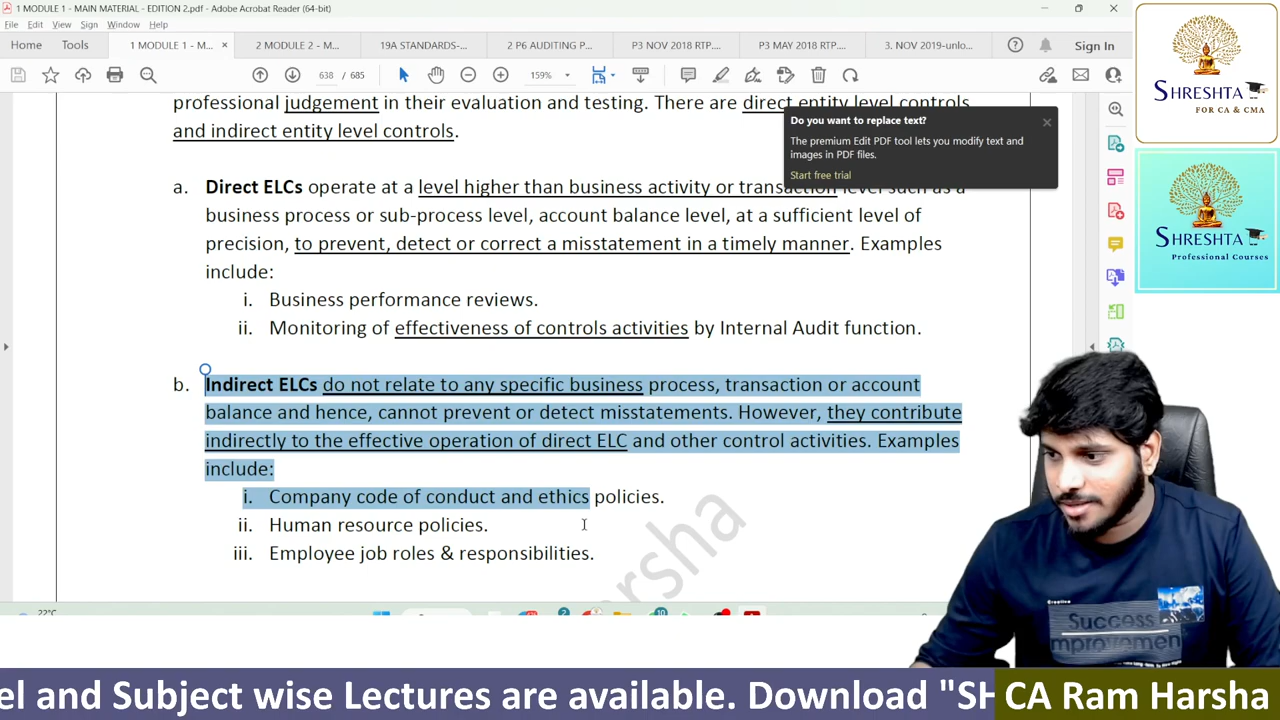 1 MODULE 1 - MAIN MATERIAL - EDITION 2.pdf - Adobe Acrobat Reader (64-bit)
File Edit View Sign Window Help
Home Tools 1 MODULE 1 - M... 2 MODULE 2 - M... 19A STANDARDS-... 2 P6 AUDITING P... P3 NOV 2018 RTP.... P3 MAY 2018 RTP.... 3. NOV 2019-unlo... Sign In
638 / 685 159%
professional judgement in their evaluation and testing. There are direct entity level controls
and indirect entity level controls.
Do you want to replace text?
The premium Edit PDF tool lets you modify text and
images in PDF files.
Start free trial
a. Direct ELCs operate at a level higher than business activity or transaction level such as a
business process or sub-process level, account balance level, at a sufficient level of
precision, to prevent, detect or correct a misstatement in a timely manner. Examples
include:
i. Business performance reviews.
ii. Monitoring of effectiveness of controls activities by Internal Audit function.
b. Indirect ELCs do not relate to any specific business process, transaction or account
balance and hence, cannot prevent or detect misstatements. However, they contribute
indirectly to the effective operation of direct ELC and other control activities. Examples
include:
i. Company code of conduct and ethics policies.
ii. Human resource policies.
iii. Employee job roles & responsibilities.
arsha
22°C
SHRESHTA
FOR CA & CMA
SHRESHTA
Professional Courses
Creative
Success
Improvement
el and Subject wise Lectures are available. Download "SH
CA Ram Harsha